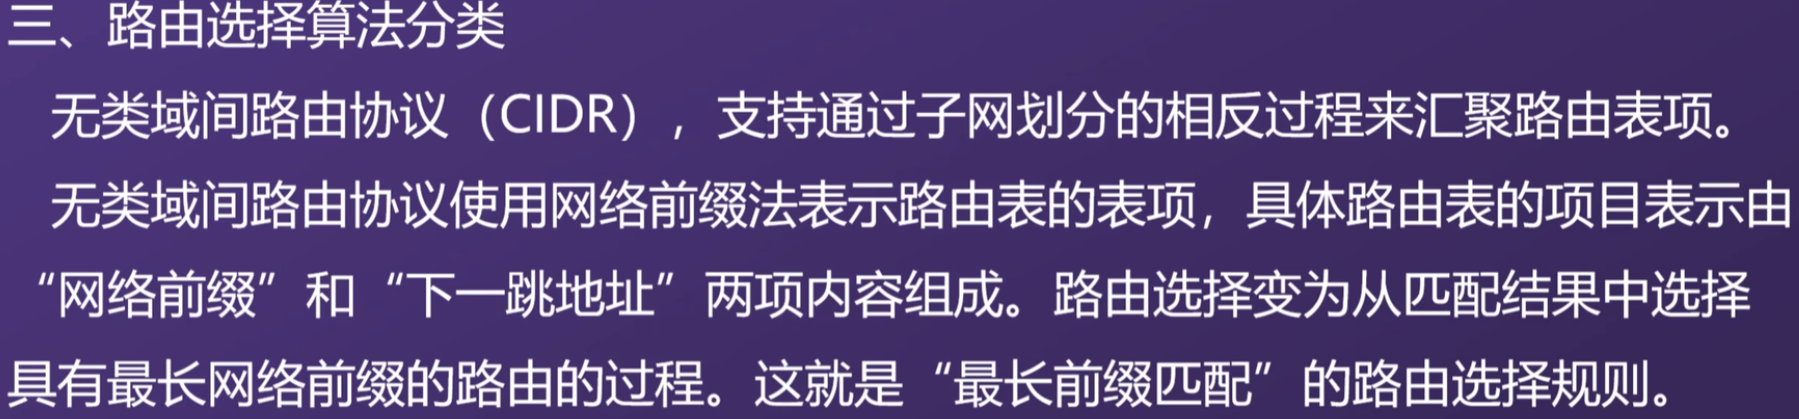 三、路由选择算法分类
无类域间路由协议（CIDR），支持通过子网划分的相反过程来汇聚路由表项。
无类域间路由协议使用网络前缀法表示路由表的表项，具体路由表的项目表示由
“网络前缀”和“下一跳地址”两项内容组成。路由选择变为从匹配结果中选择
具有最长网络前缀的路由的过程。这就是“最长前缀匹配”的路由选择规则。